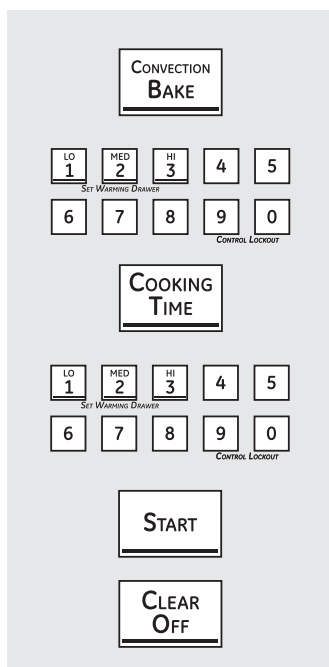 CONVECTION
BAKE
LO MED HI
1 2 3 4 5
SET WARMING DRAWER
6 7 8 9 0
CONTROL LOCKOUT
COOKING
TIME
LO MED HI
1 2 3 4 5
SET WARMING DRAWER
6 7 8 9 0
CONTROL LOCKOUT
START
CLEAR
OFF